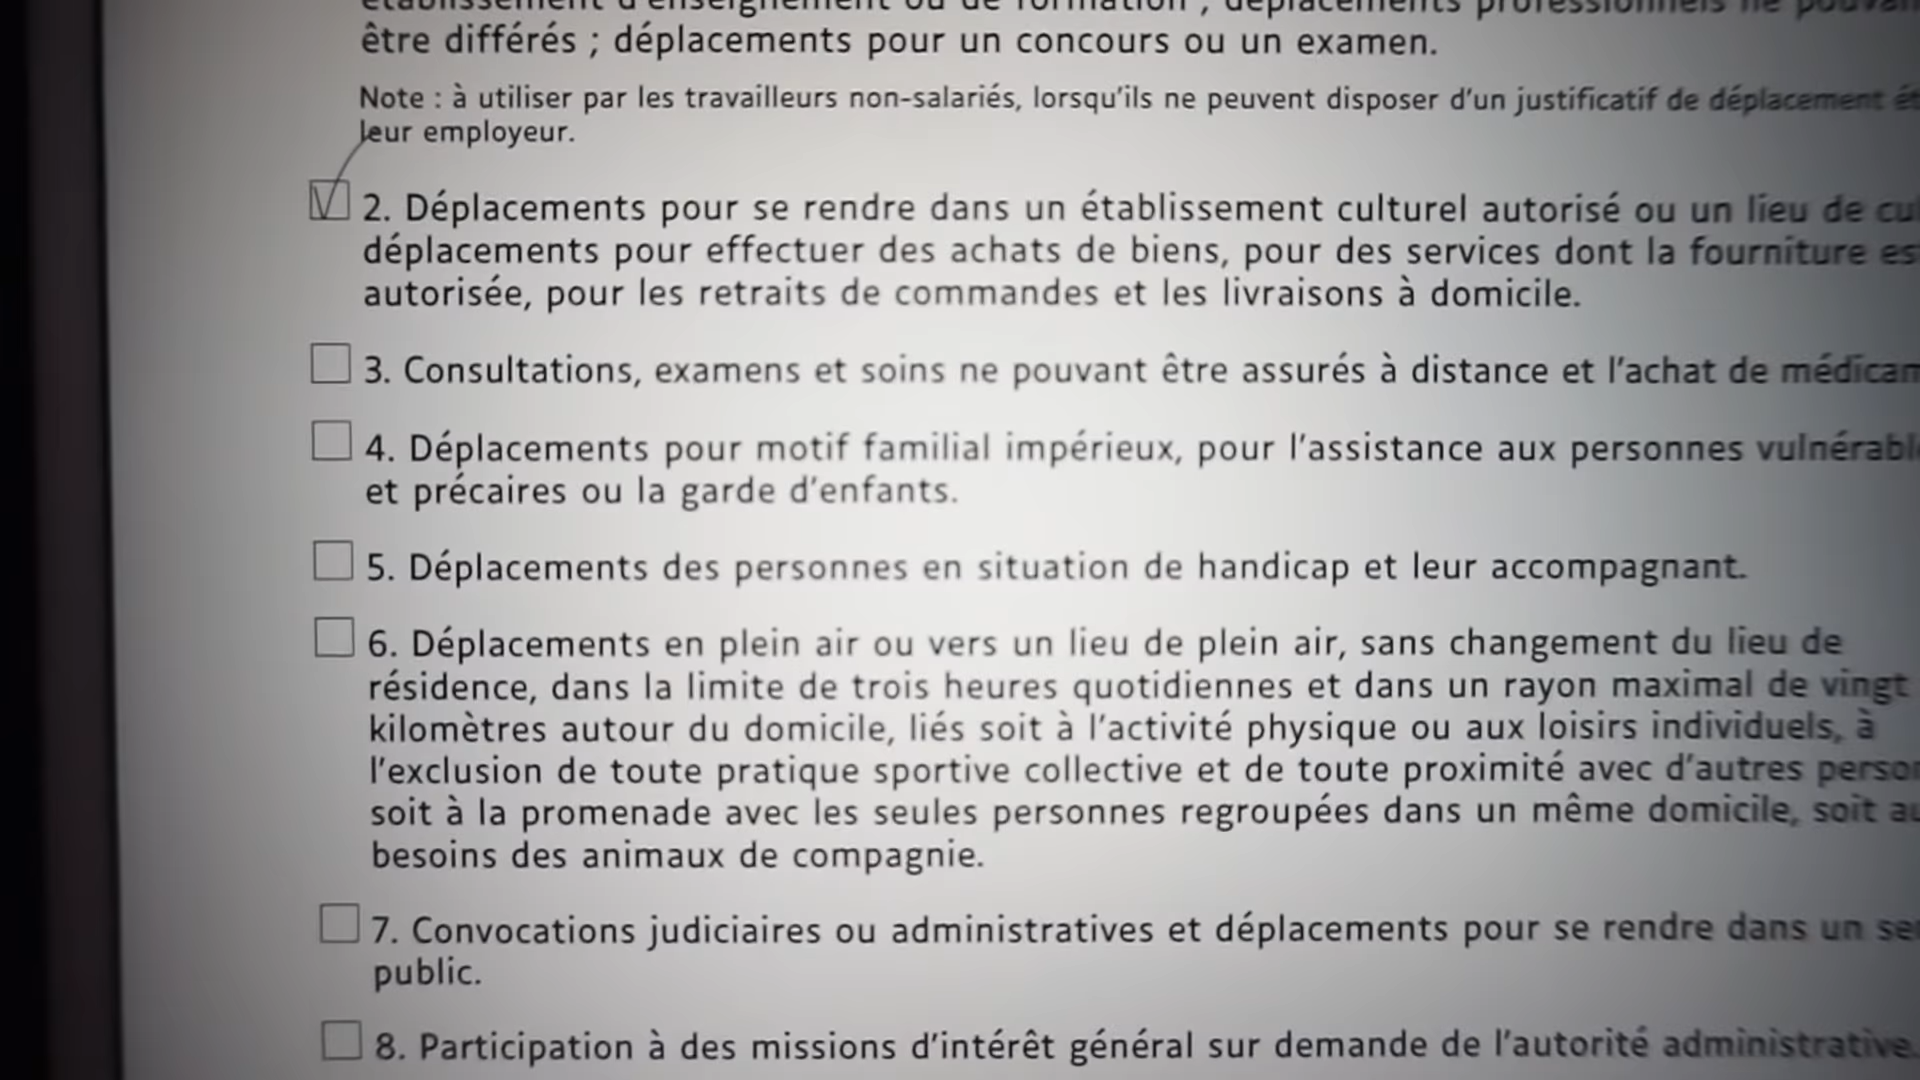 être différés ; déplacements pour un concours ou un examen.
Note : à utiliser par les travailleurs non-salariés, lorsqu'ils ne peuvent disposer d'un justificatif de déplacement
leur employeur.
2. Déplacements pour se rendre dans un établissement culturel autorisé ou un lieu de
déplacements pour effectuer des achats de biens, pour des services dont la fourniture
autorisée, pour les retraits de commandes et les livraisons à domicile.
3. Consultations, examens et soins ne pouvant être assurés à distance et l'achat de
4. Déplacements pour motif familial impérieux, pour l'assistance aux personnes
et précaires ou la garde d'enfants.
5. Déplacements des personnes en situation de handicap et leur accompagnant.
6. Déplacements en plein air ou vers un lieu de plein air, sans changement du lieu de
résidence, dans la limite de trois heures quotidiennes et dans un rayon maximal de vingt
kilomètres autour du domicile, liés soit à l'activité physique ou aux loisirs individuels, à
l'exclusion de toute pratique sportive collective et de toute proximité avec d'autres
soit à la promenade avec les seules personnes regroupées dans un même domicile, soit
besoins des animaux de compagnie.
7. Convocations judiciaires ou administratives et déplacements pour se rendre dans un
public.
8. Participation à des missions d'intérêt général sur demande de l'autorité administrative.